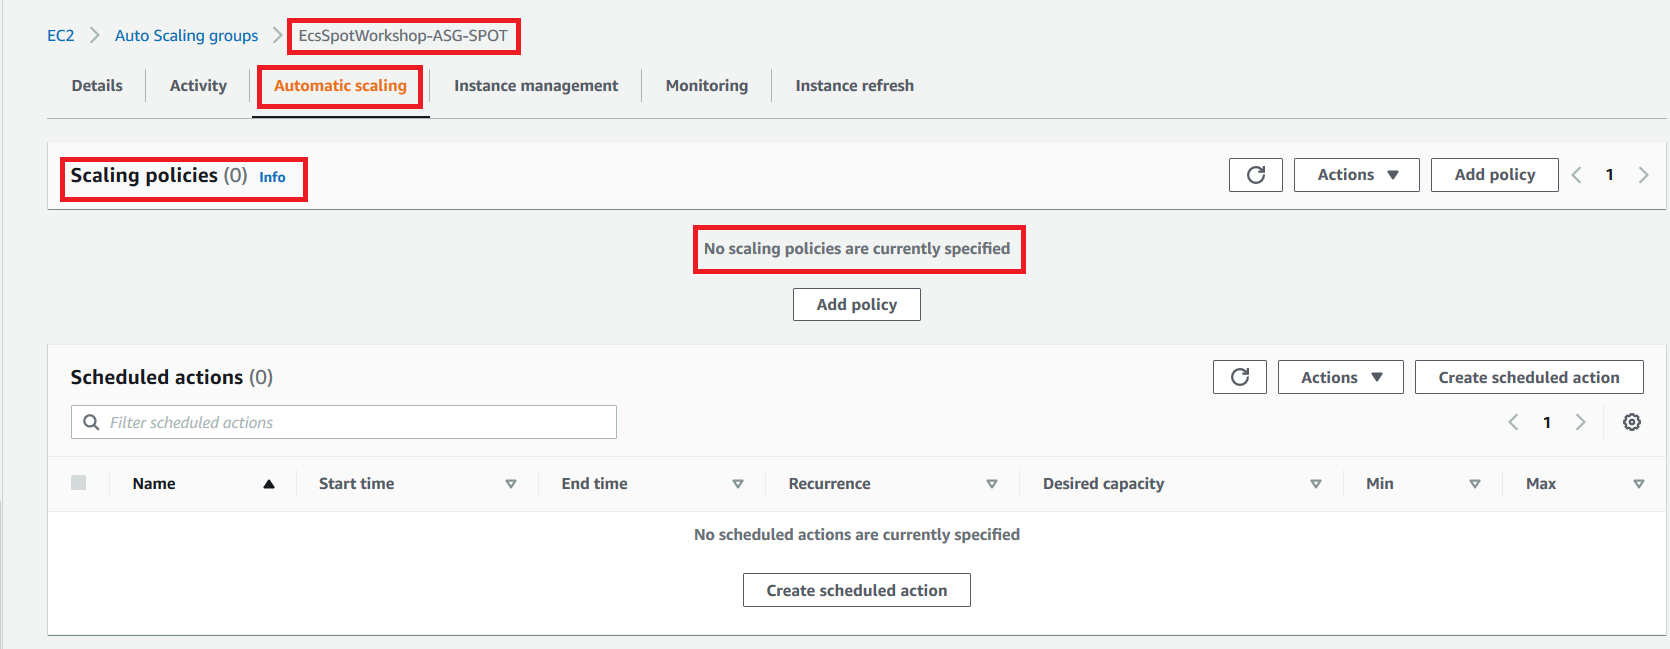 EC2 > Auto Scaling groups > EcsSpotWorkshop-ASG-SPOT
Details Activity Automatic scaling Instance management Monitoring Instance refresh
Scaling policies (0) Info Actions Add policy 1
No scaling policies are currently specified
Add policy
Scheduled actions (0) Actions Create scheduled action
Filter scheduled actions 1
Name Start time End time Recurrence Desired capacity Min Max
No scheduled actions are currently specified
Create scheduled action